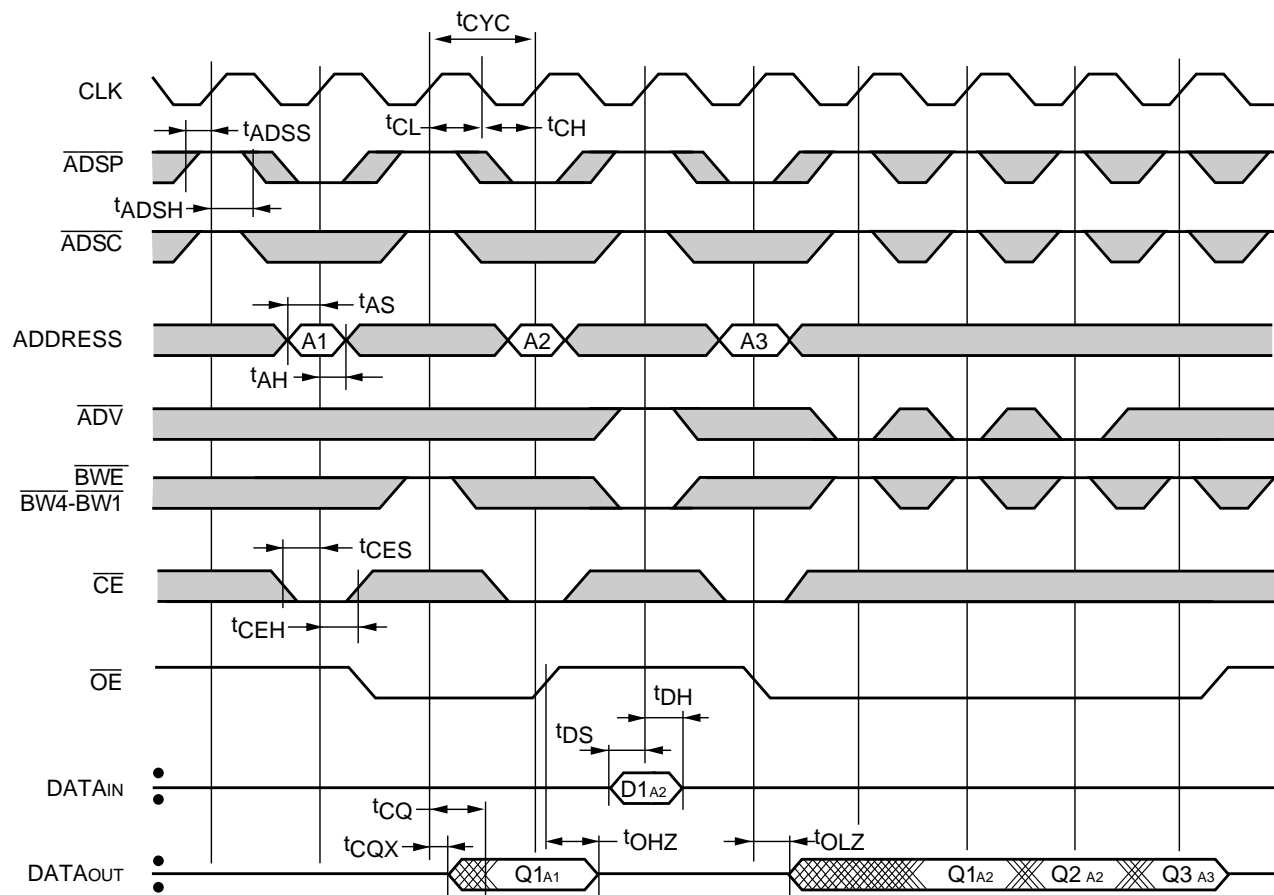 tCYC
CLK
tADSS
tCL
tCH
ADSP
tADSH
ADSC
tAS
ADDRESS
A1
A2
A3
tAH
ADV
BWE
BW4-BW1
tCES
CE
tCEH
OE
tDH
tDS
DATAIN
D1A2
tCQ
tCQX
tOHZ
tOLZ
DATAOUT
Q1A1
Q1A2
Q2 A2
Q3 A3